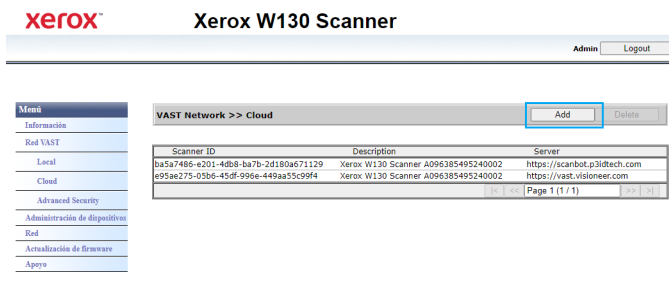 xerox™
Xerox W130 Scanner
Admin Logout
Menú
Información
Red VAST
Local
Cloud
Advanced Security
Administración de dispositivos
Red
Actualización de firmware
Apoyo
VAST Network >> Cloud Add Delete
Scanner ID Description Server
ba5a7486-e201-4db8-ba7b-2d180a671129 Xerox W130 Scanner A096385495240002 https://scanbot.p3idtech.com
e95ae275-05b6-45df-996e-449aa55c99f4 Xerox W130 Scanner A096385495240002 https://vast.visioneer.com
|< << Page 1 (1 / 1) >> >|